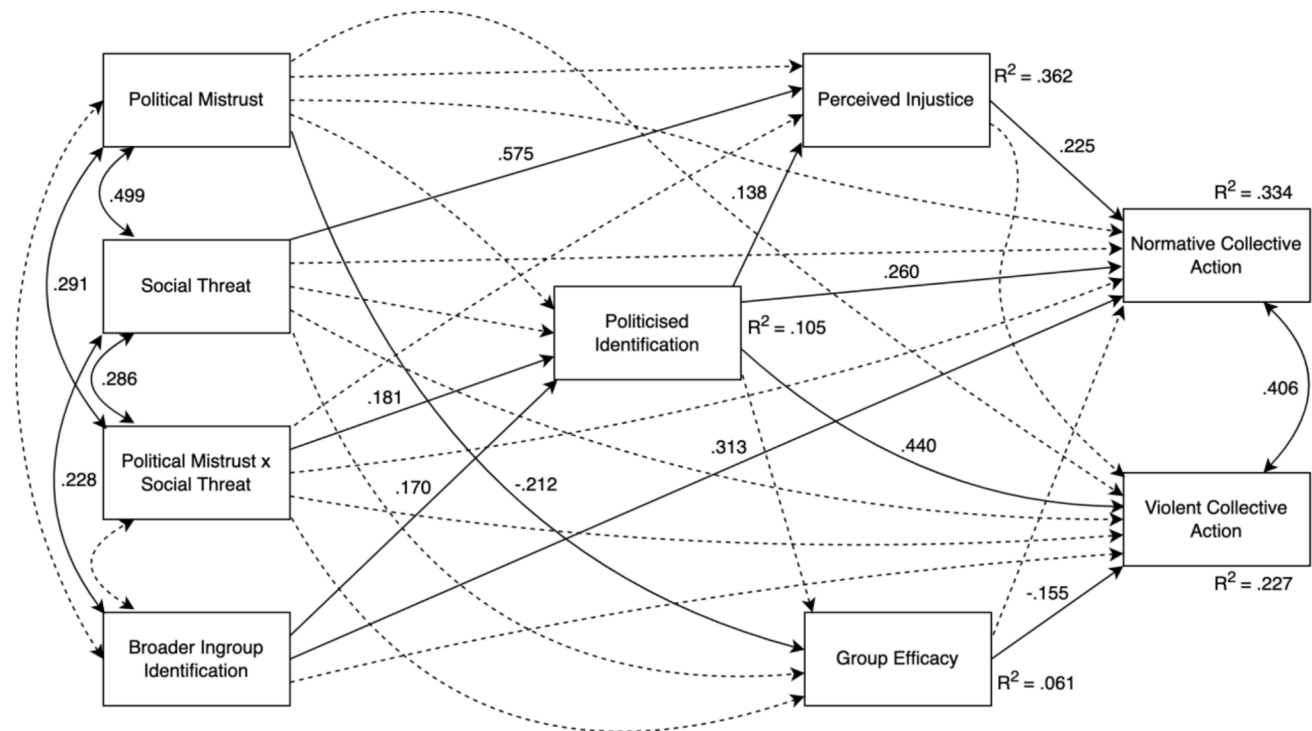 Political Mistrust
Perceived Injustice
R² = .362
.575
.225
.138
.499
R² = .334
Normative Collective
Action
.260
Social Threat
.291
Politicised
Identification
R² = .105
.286
.181
.406
.313
.440
Political Mistrust x
Social Threat
.228
.170
-.212
Violent Collective
Action
R² = .227
-.155
Broader Ingroup
Identification
Group Efficacy
R² = .061